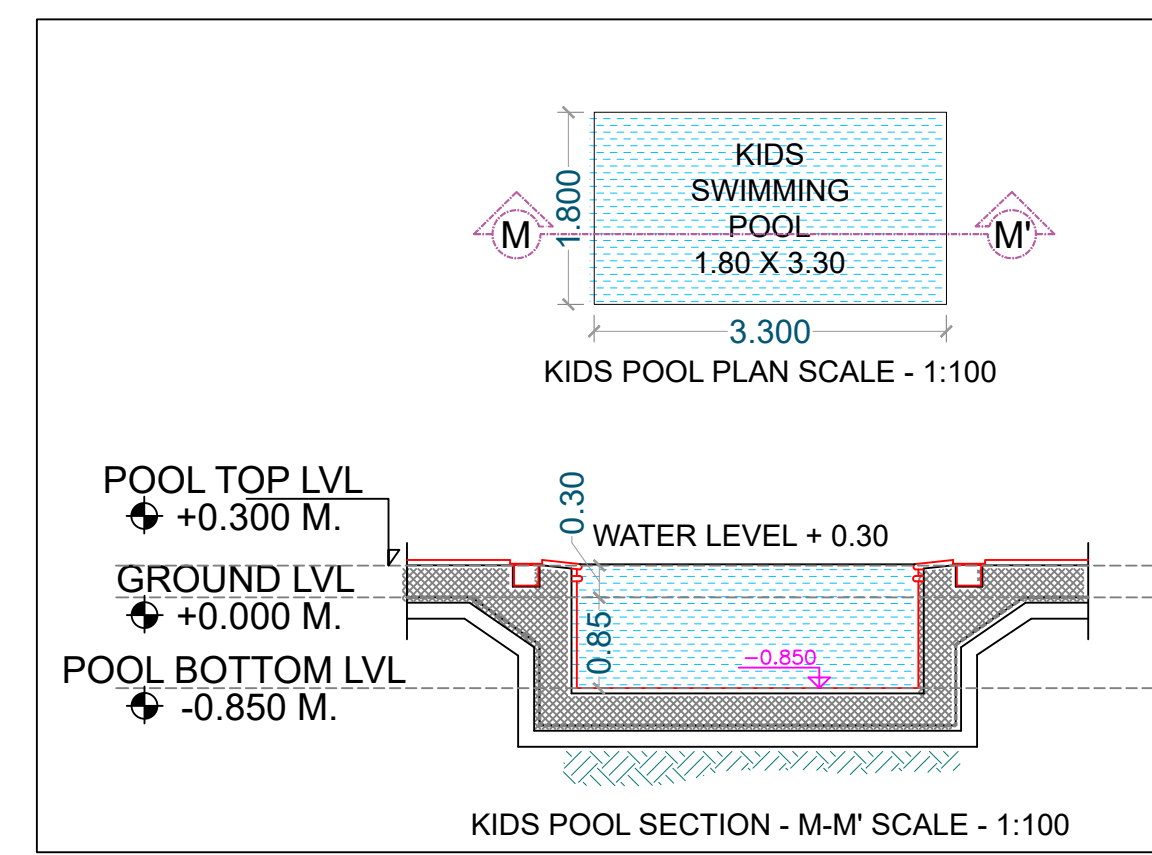 KIDS
SWIMMING
POOL
1.80 X 3.30
1.800
M
M'
3.300
KIDS POOL PLAN SCALE - 1:100
POOL TOP LVL
+0.300 M.
0.30
WATER LEVEL + 0.30
GROUND LVL
+0.000 M.
0.85
-0.850
POOL BOTTOM LVL
-0.850 M.
KIDS POOL SECTION - M-M' SCALE - 1:100